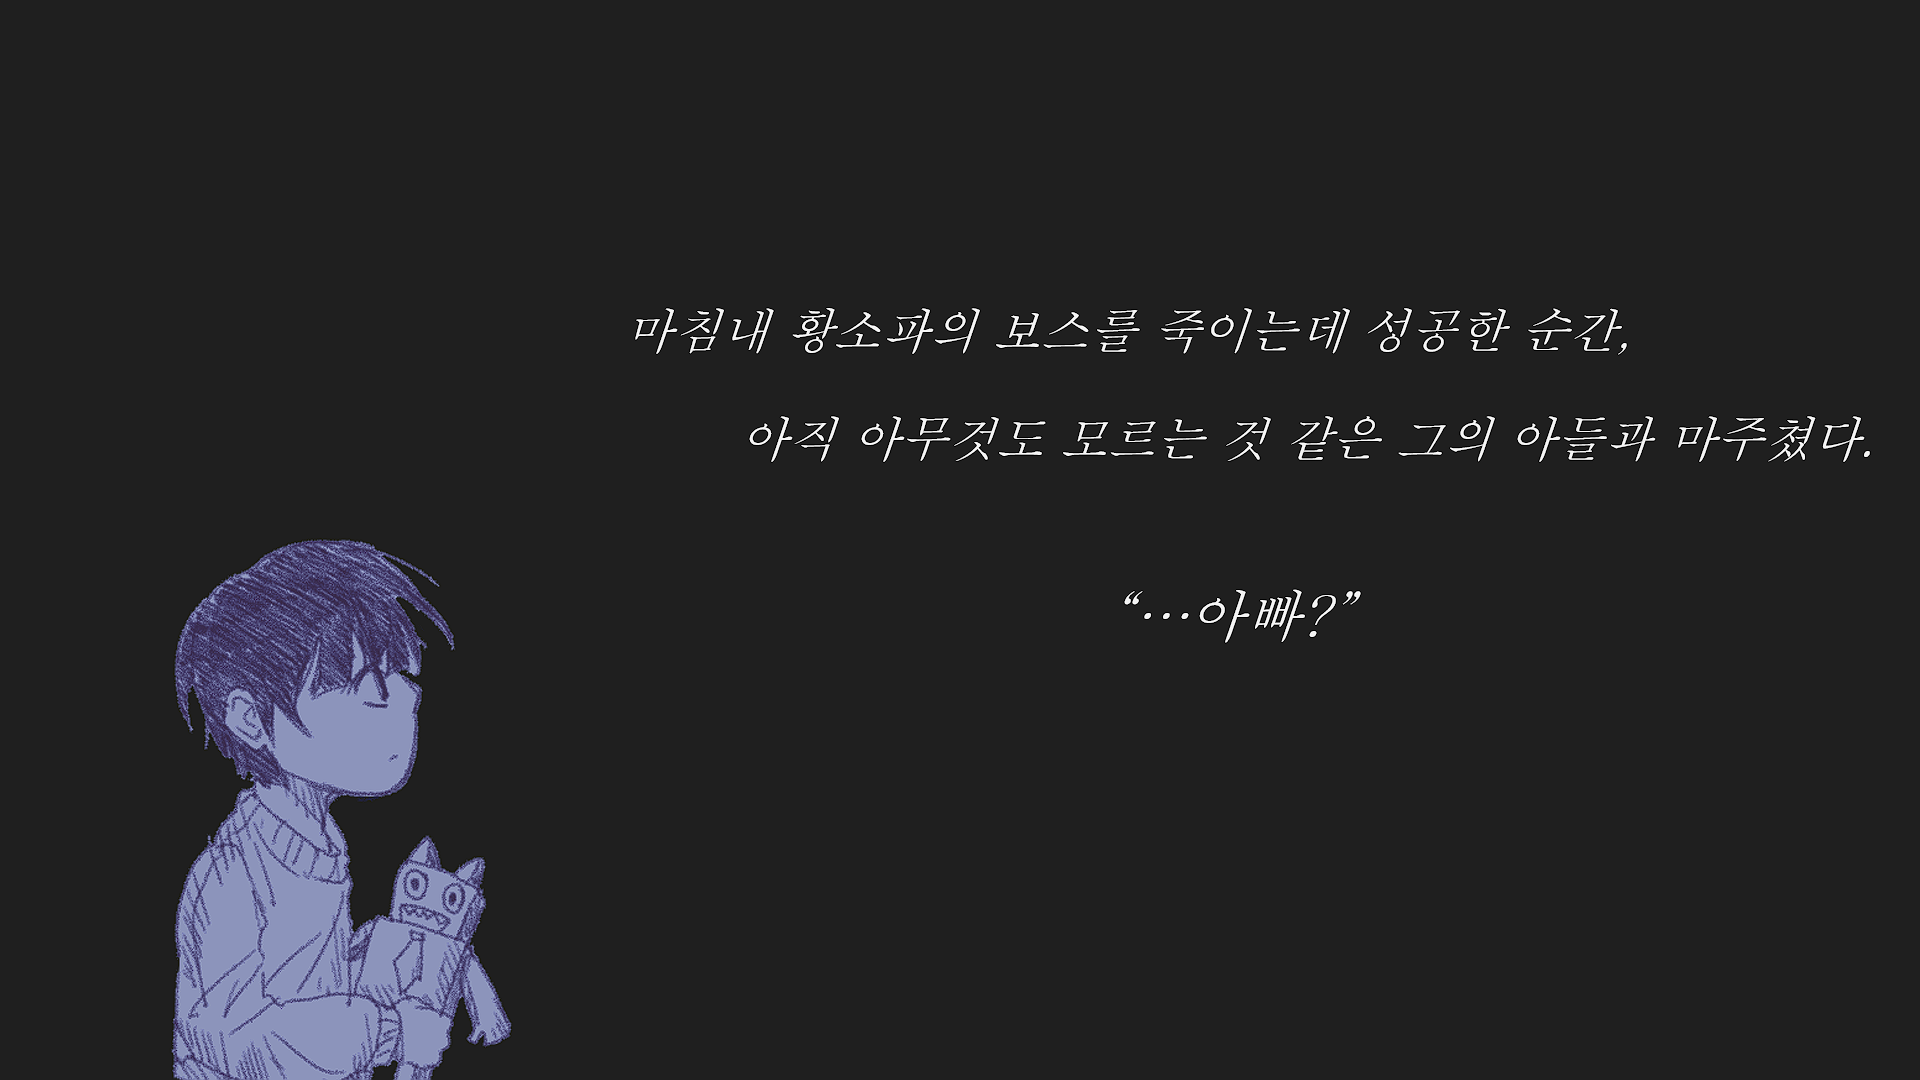 마침내 황소파의 보스를 죽이는데 성공한 순간,
아직 아무것도 모르는 것 같은 그의 아들과 마주쳤다.
“…아빠?”